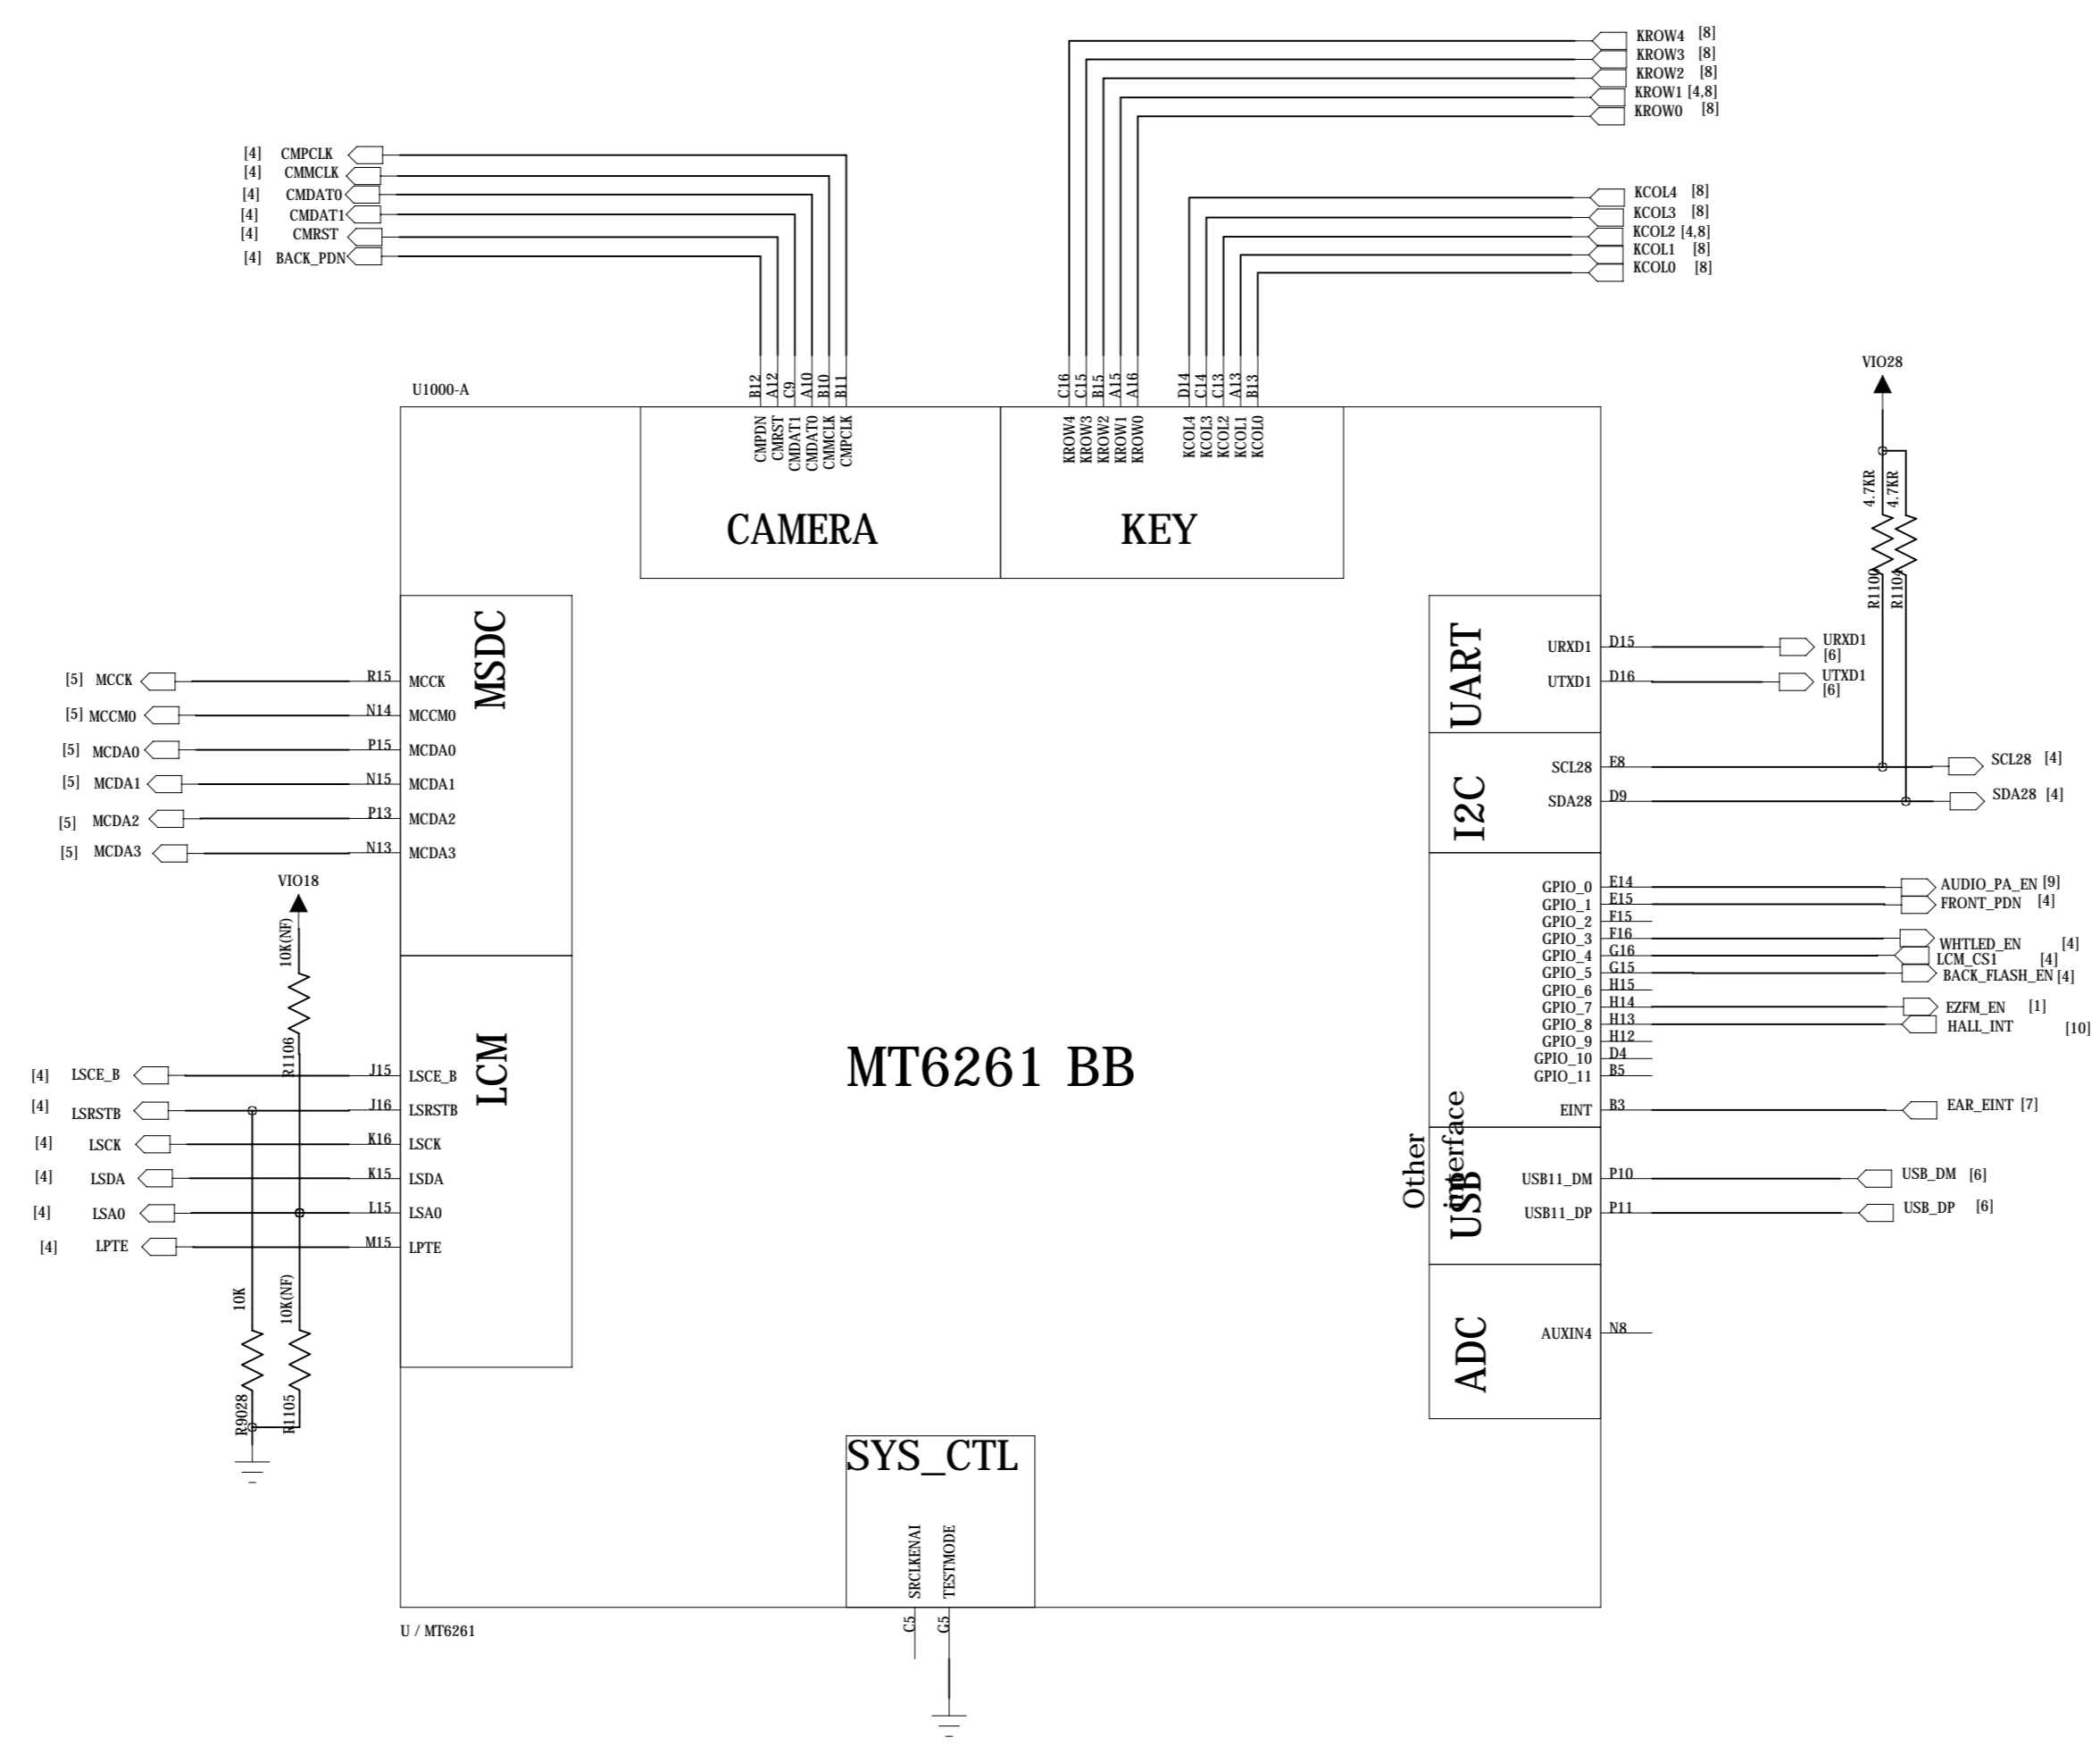 KROW4 [8]
KROW3 [8]
KROW2 [8]
KROW1 [4,8]
KROW0 [8]
[4] CMPCLK
[4] CMMCLK
[4] CMDAT0
[4] CMDAT1
[4] CMRST
[4] BACK_PDN
KCOL4 [8]
KCOL3 [8]
KCOL2 [4,8]
KCOL1 [8]
KCOL0 [8]
U1000-A
B12
A12
C9
A10
B10
B11
C16
C15
B15
A15
A16
D14
C14
C13
A13
B13
CMPDN
CMRST
CMDAT1
CMDAT0
CMMCLK
CMPCLK
KROW4
KROW3
KROW2
KROW1
KROW0
KCOL4
KCOL3
KCOL2
KCOL1
KCOL0
CAMERA
KEY
VIO28
4.7KR
4.7KR
R1100
R1104
MSDC
[5] MCCK R15 MCCK
[5] MCCM0 N14 MCCM0
[5] MCDA0 P15 MCDA0
[5] MCDA1 N15 MCDA1
[5] MCDA2 P13 MCDA2
[5] MCDA3 N13 MCDA3
UART
URXD1 D15 URXD1
[6]
UTXD1 D16 UTXD1
[6]
I2C
SCL28 E8 SCL28 [4]
SDA28 D9 SDA28 [4]
VIO18
10K(NF)
R1106
GPIO_0 E14 AUDIO_PA_EN [9]
GPIO_1 E15 FRONT_PDN [4]
GPIO_2 F15
GPIO_3 F16 WHTLED_EN [4]
GPIO_4 G16 LCM_CS1 [4]
GPIO_5 G15 BACK_FLASH_EN [4]
GPIO_6 H15
GPIO_7 H14 EZFM_EN [1]
GPIO_8 H13 HALL_INT [10]
GPIO_9 H12
GPIO_10 D4
GPIO_11 B5
EINT B3 EAR_EINT [7]
Other
interface
MT6261 BB
LCM
[4] LSCE_B J15 LSCE_B
[4] LSRSTB J16 LSRSTB
[4] LSCK K16 LSCK
[4] LSDA K15 LSDA
[4] LSA0 L15 LSA0
[4] LPTE M15 LPTE
USB
USB11_DM P10 USB_DM [6]
USB11_DP P11 USB_DP [6]
10K
10K(NF)
R9028
R1105
ADC
AUXIN4 N8
SYS_CTL
SRCLKENAI
TESTMODE
C5
G5
U / MT6261